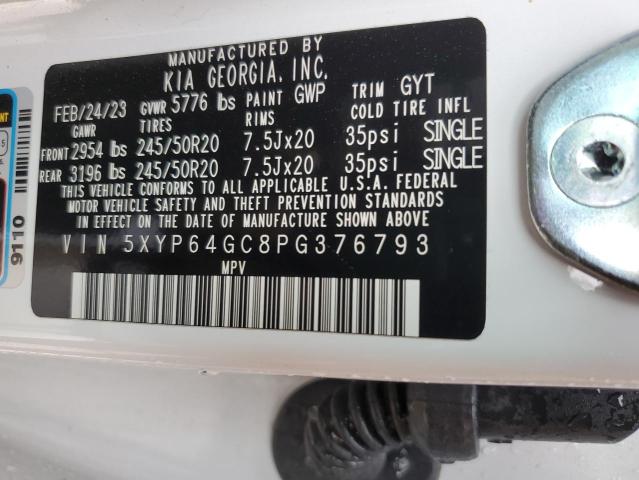 MANUFACTURED BY
KIA GEORGIA, INC.
FEB/24/23 GVWR 5776 lbs PAINT GWP TRIM GYT
GAWR TIRES RIMS COLD TIRE INFL
FRONT 2954 lbs 245/50R20 7.5Jx20 35psi SINGLE
REAR 3196 lbs 245/50R20 7.5Jx20 35psi SINGLE
THIS VEHICLE CONFORMS TO ALL APPLICABLE U.S.A. FEDERAL
MOTOR VEHICLE SAFETY AND THEFT PREVENTION STANDARDS
IN EFFECT ON THE DATE OF MANUFACTURE SHOWN ABOVE.
VIN 5XYP64GC8PG376793
MPV
9110